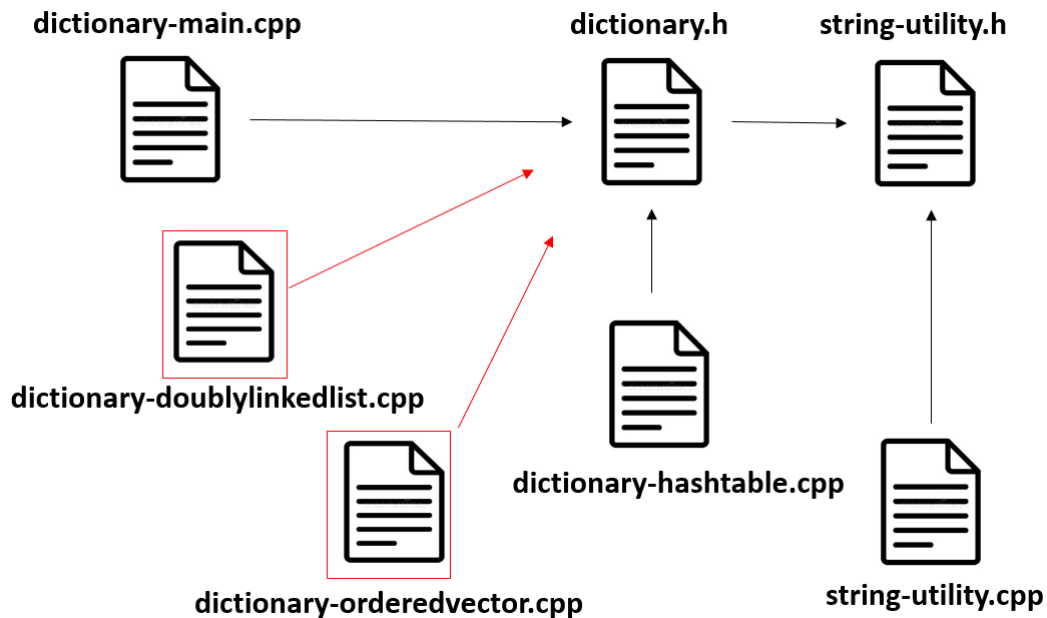 dictionary-main.cpp
dictionary.h
string-utility.h
dictionary-doublylinkedlist.cpp
dictionary-hashtable.cpp
dictionary-orderedvector.cpp
string-utility.cpp